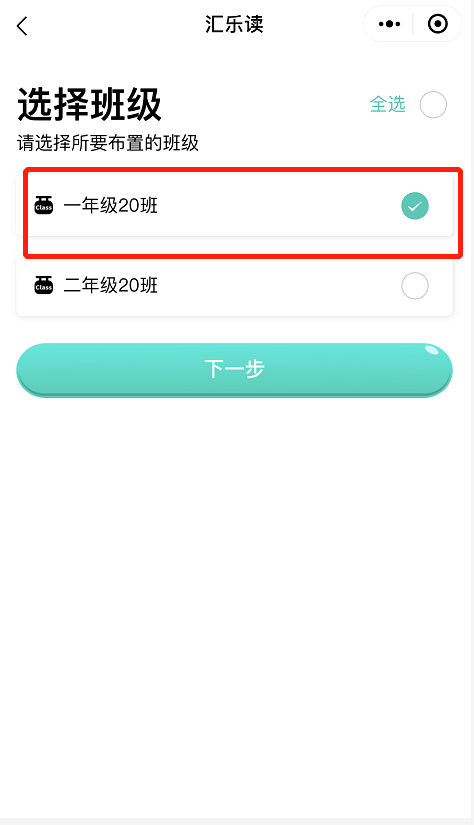 汇乐读
选择班级
全选
请选择所要布置的班级
Class 一年级20班
Class 二年级20班
下一步